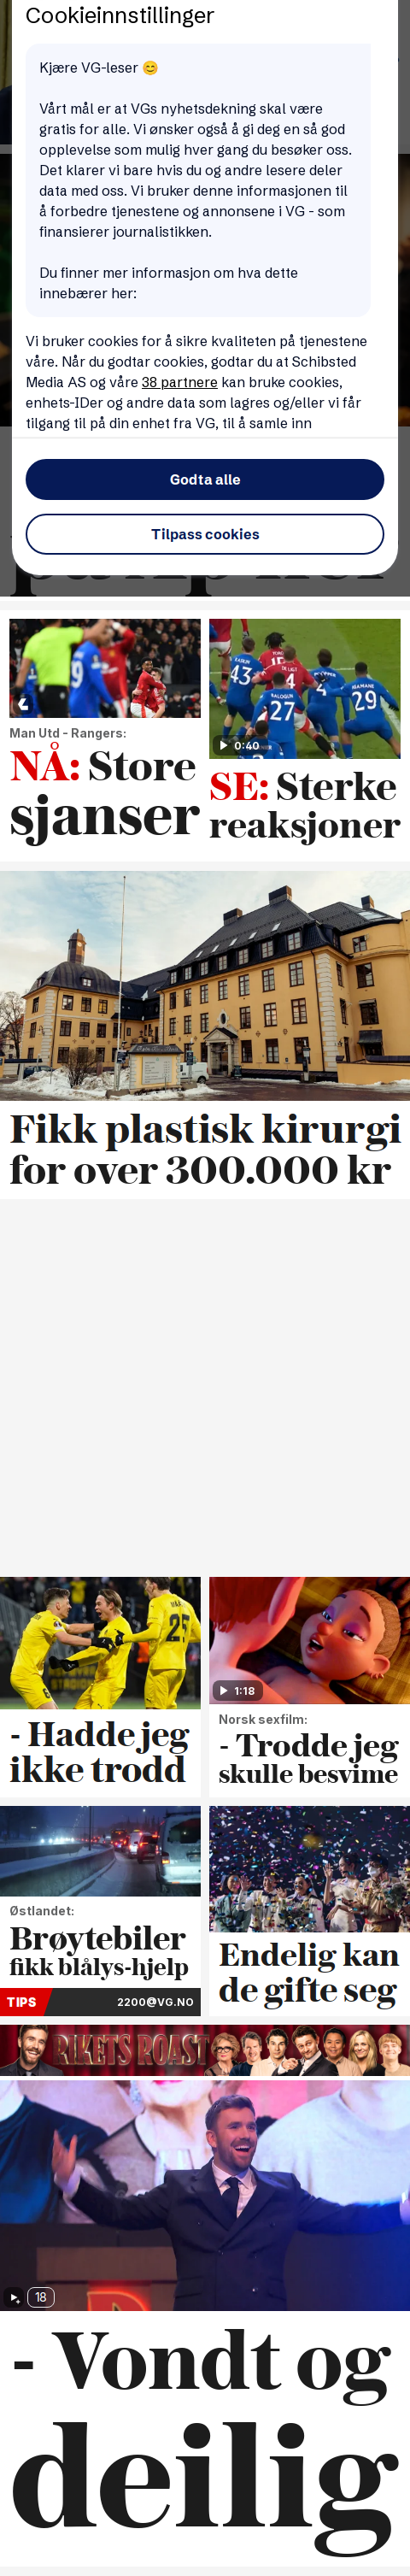 Cookieinnstillinger
Kjære VG-leser 😊
Vårt mål er at VGs nyhetsdekning skal være
gratis for alle. Vi ønsker også å gi deg en så god
opplevelse som mulig hver gang du besøker oss.
Det klarer vi bare hvis du og andre lesere deler
data med oss. Vi bruker denne informasjonen til
å forbedre tjenestene og annonsene i VG - som
finansierer journalistikken.
Du finner mer informasjon om hva dette
innebærer her:
Vi bruker cookies for å sikre kvaliteten på tjenestene
våre. Når du godtar cookies, godtar du at Schibsted
Media AS og våre 38 partnere kan bruke cookies,
enhets-IDer og andre data som lagres og/eller vi får
tilgang til på din enhet fra VG, til å samle inn
Godta alle
Tilpass cookies
Man Utd - Rangers:
NÅ: Store
sjanser
43
27
4
29
0:40
SE: Sterke
reaksjoner
Fikk plastisk kirurgi
for over 300.000 kr
25
- Hadde jeg
ikke trodd
1:18
Norsk sexfilm:
- Trodde jeg
skulle besvime
Østlandet:
Brøytebiler
fikk blålys-hjelp
TIPS
2200@VG.NO
Endelig kan
de gifte seg
RIKETS ROAST
18
- Vondt og
deilig